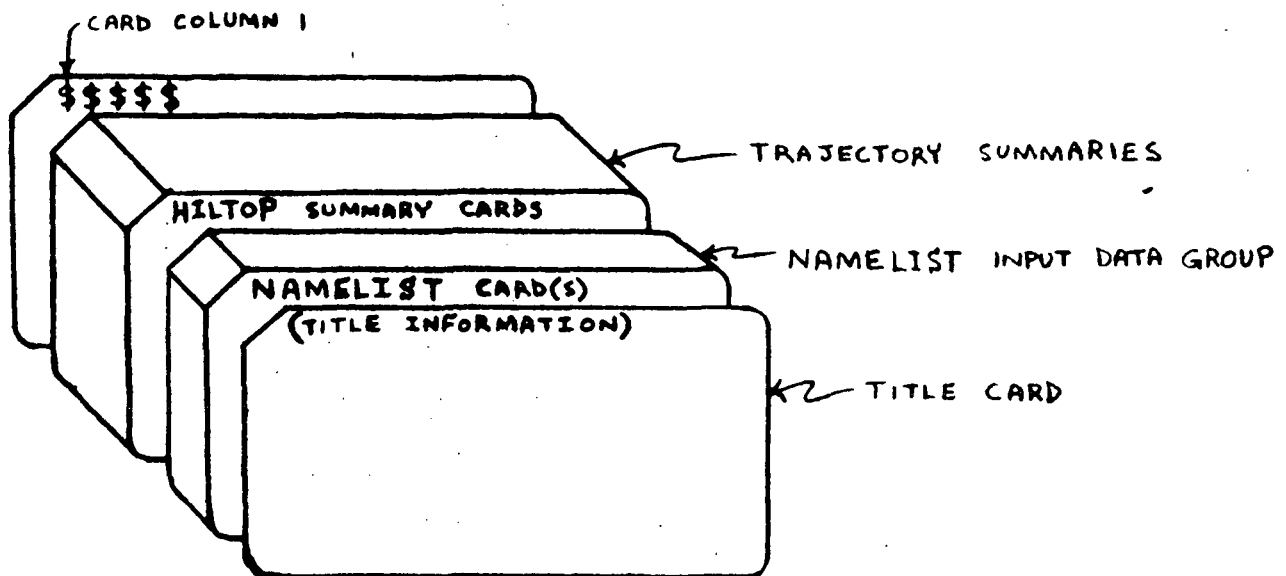 CARD COLUMN 1
$$$$$
TRAJECTORY SUMMARIES
HILTOP SUMMARY CARDS
NAMELIST INPUT DATA GROUP
NAMELIST CARD(S)
(TITLE INFORMATION)
TITLE CARD